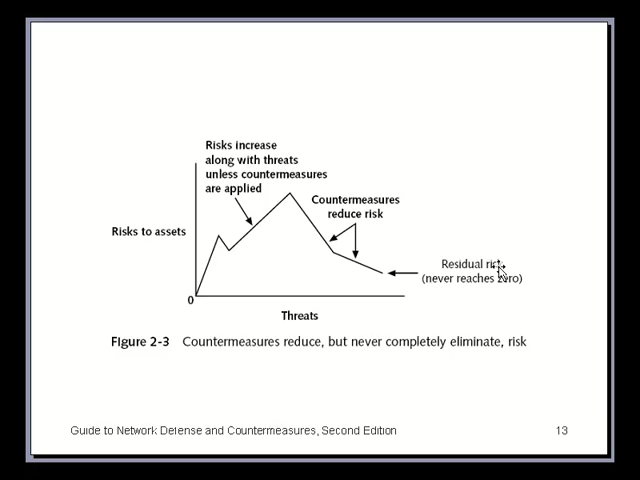 Risks increase
along with threats
unless countermeasures
are applied
Countermeasures
reduce risk
Risks to assets
Residual risk
(never reaches zero)
0
Threats
Figure 2-3 Countermeasures reduce, but never completely eliminate, risk
Guide to Network Defense and Countermeasures, Second Edition 13